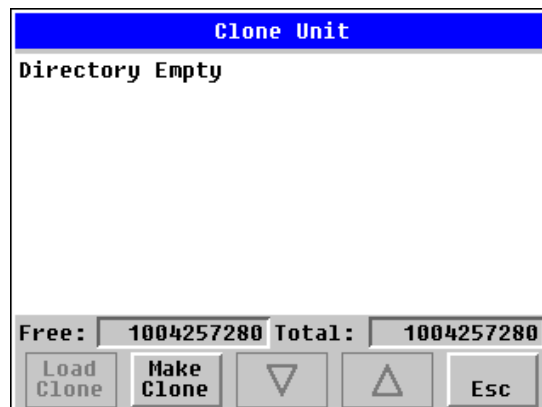 Clone Unit
Directory Empty
Free: 1004257280 Total: 1004257280
Load Clone Make Clone Esc